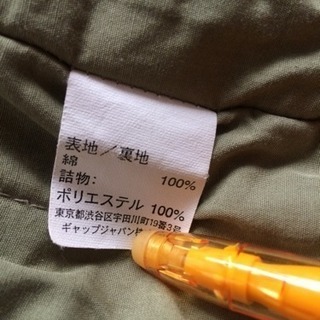 表地／裏地
綿 100%
詰物:
ポリエステル 100%
東京都渋谷区宇田川町19番3号
ギャップジャパン